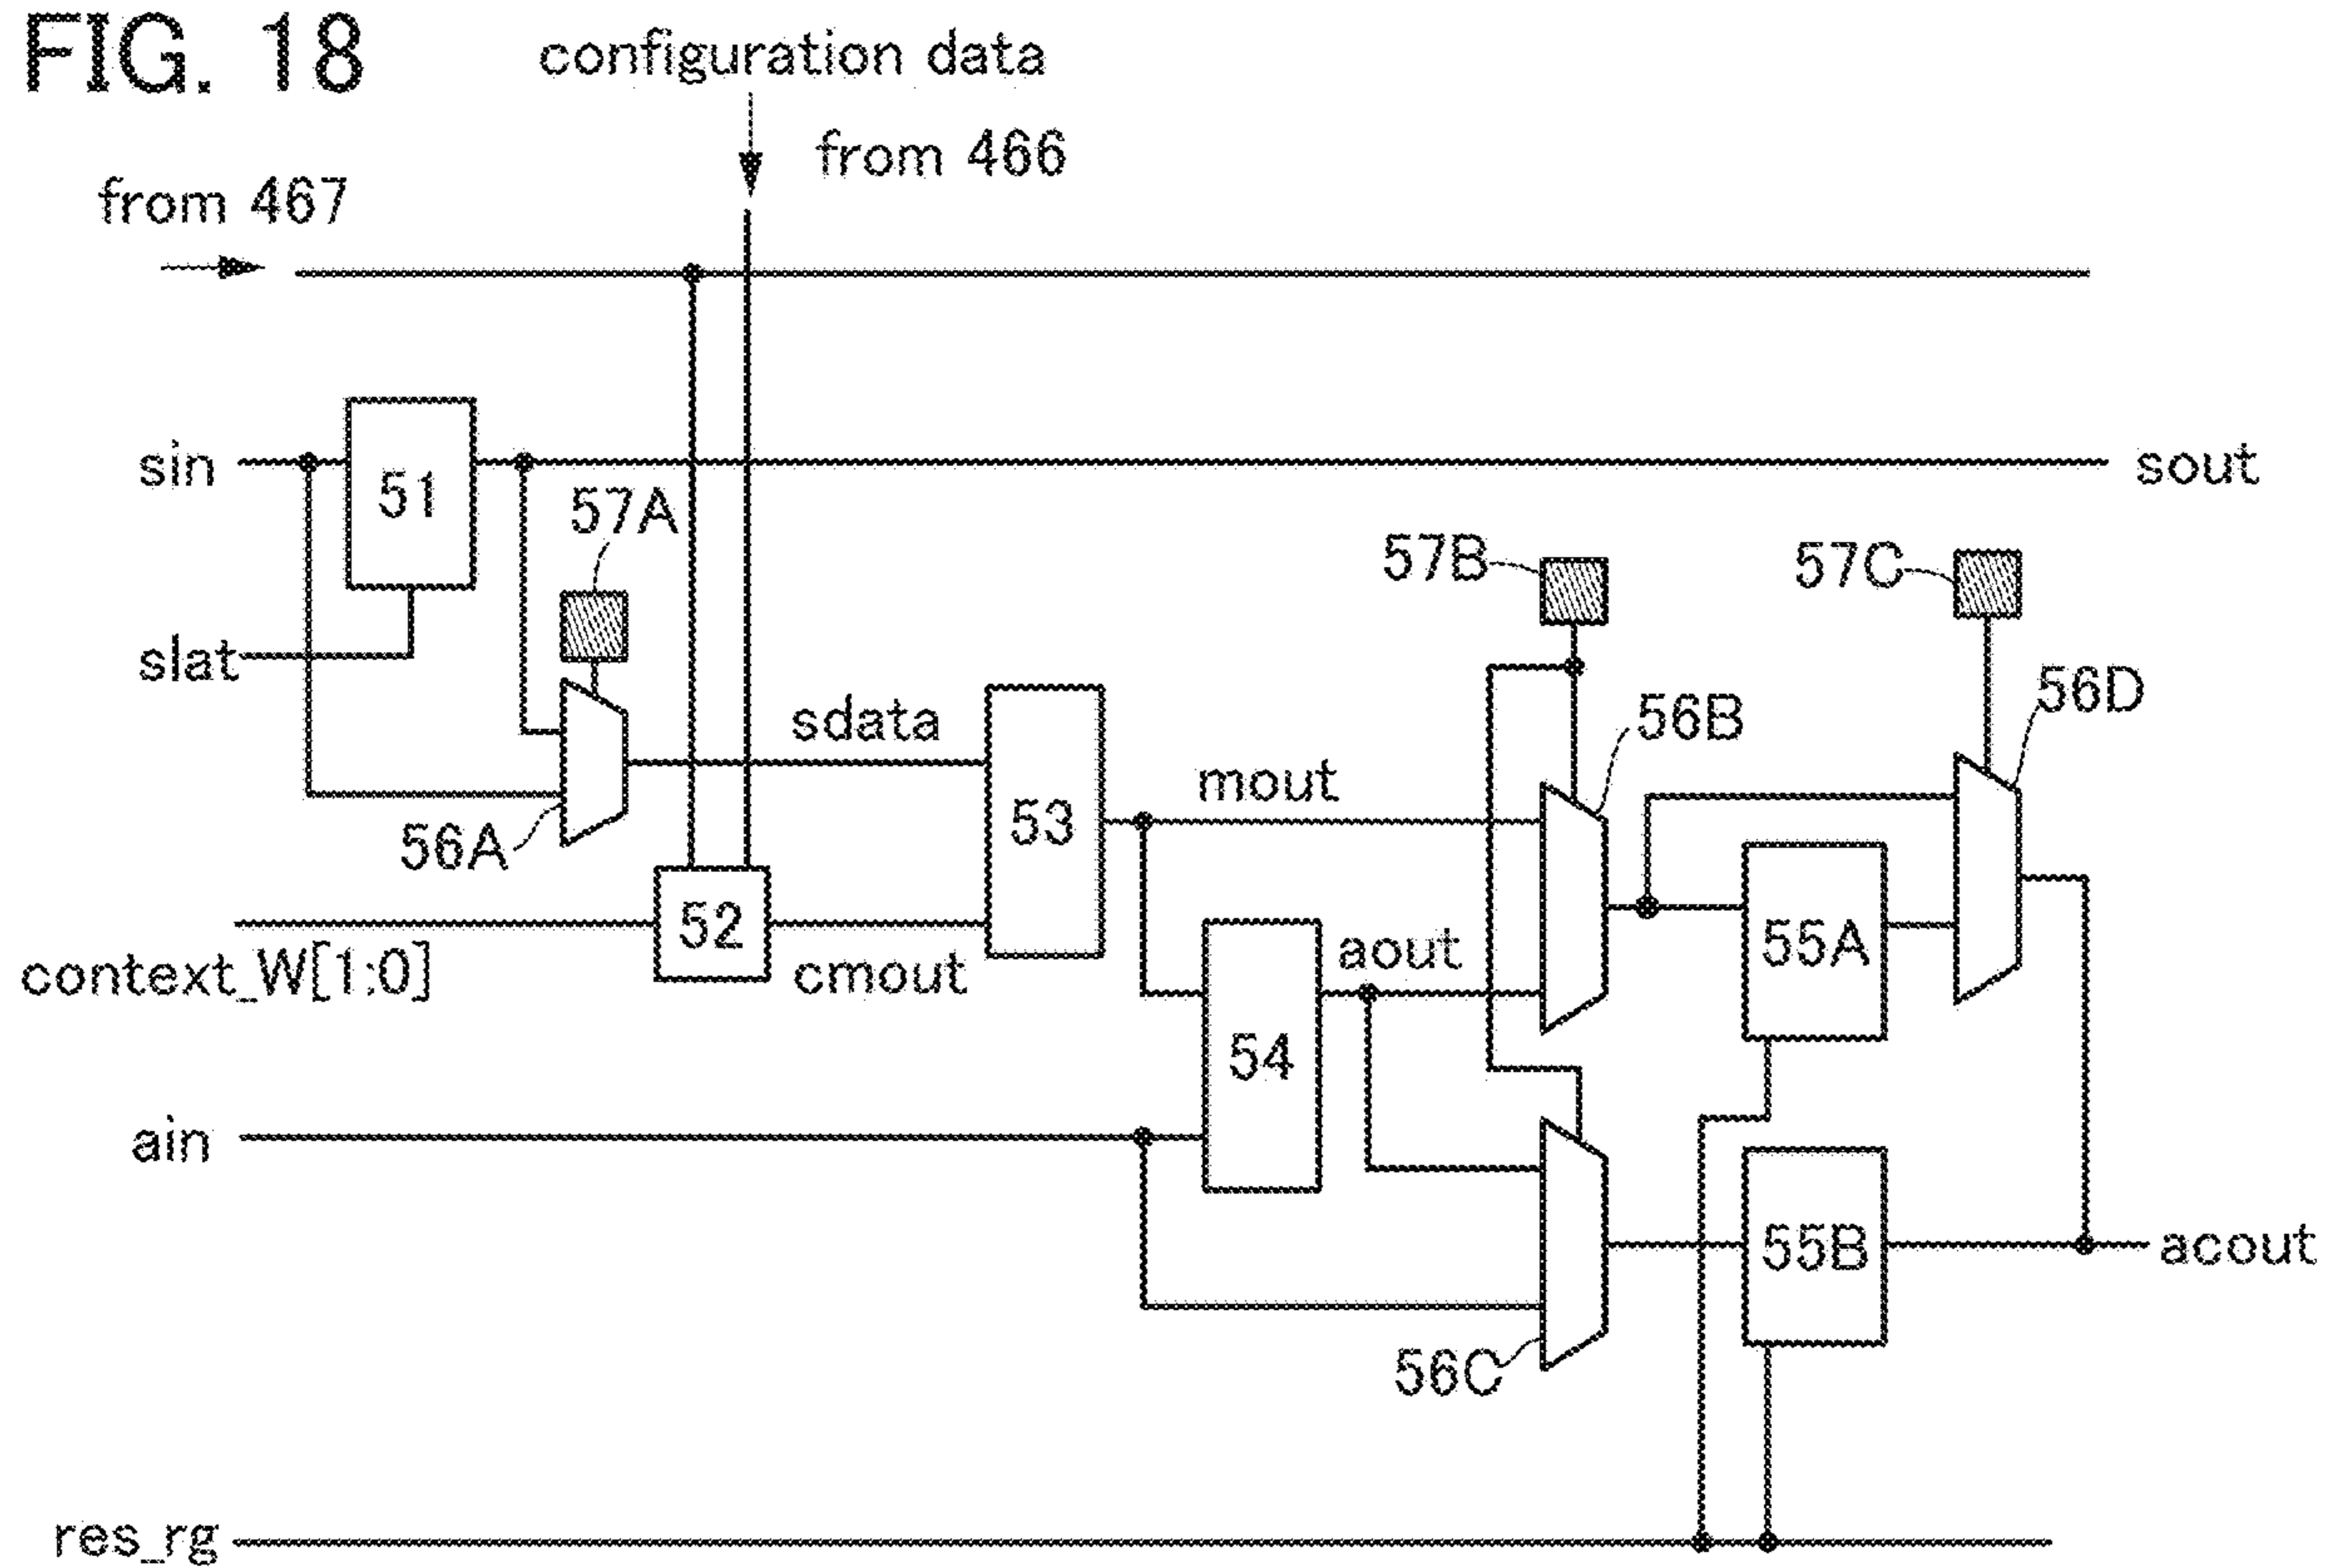 FIG. 18
configuration data
from 466
from 467
sin
51
sout
57A
57B
57C
slat
56D
sdata
56B
mout
56A
53
52
55A
context_W[1:0]
cmout
aout
54
ain
55B
acout
56C
res_rg